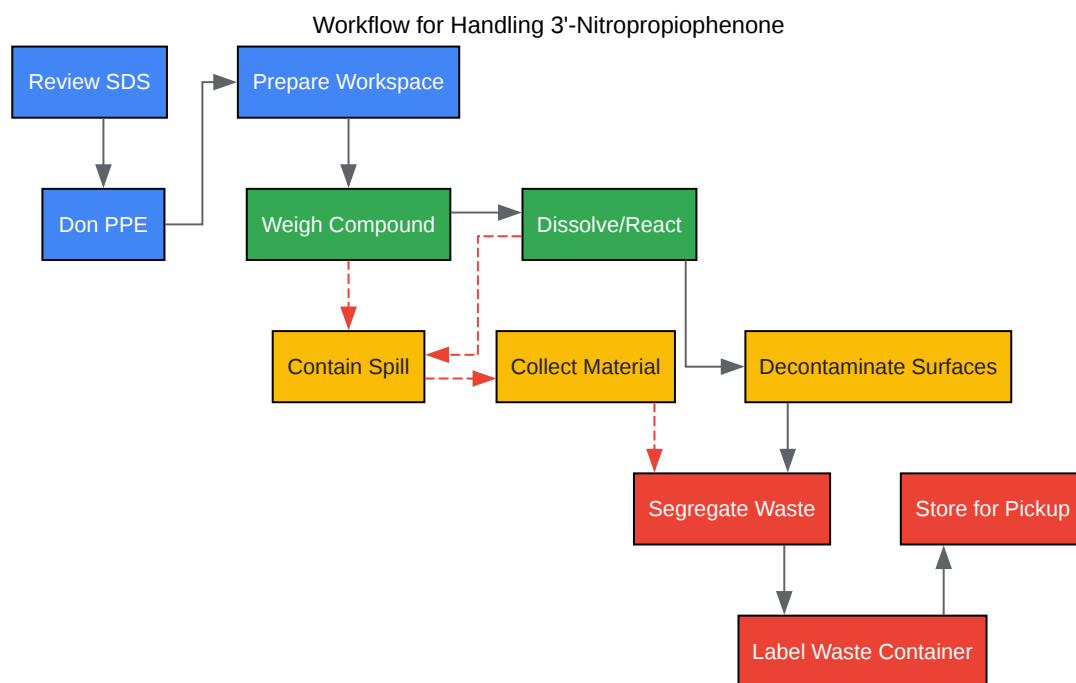 Workflow for Handling 3'-Nitropropiophenone
Review SDS
Prepare Workspace
Don PPE
Weigh Compound
Dissolve/React
Contain Spill
Collect Material
Decontaminate Surfaces
Segregate Waste
Store for Pickup
Label Waste Container